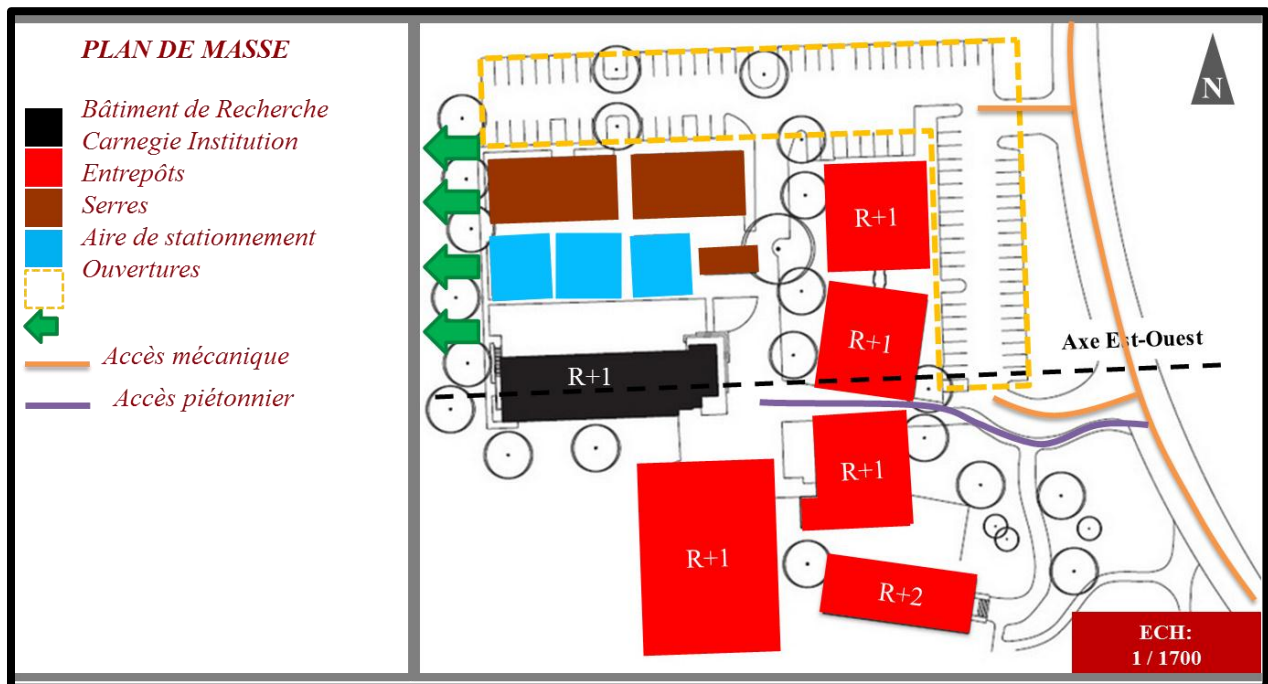 PLAN DE MASSE
Bâtiment de Recherche
Carnegie Institution
Entrepôts
Serres
Aire de stationnement
Ouvertures
Accès mécanique
Accès piétonnier
N
R+1
R+1
Axe Est-Ouest
R+1
R+1
R+1
R+2
ECH:
1 / 1700